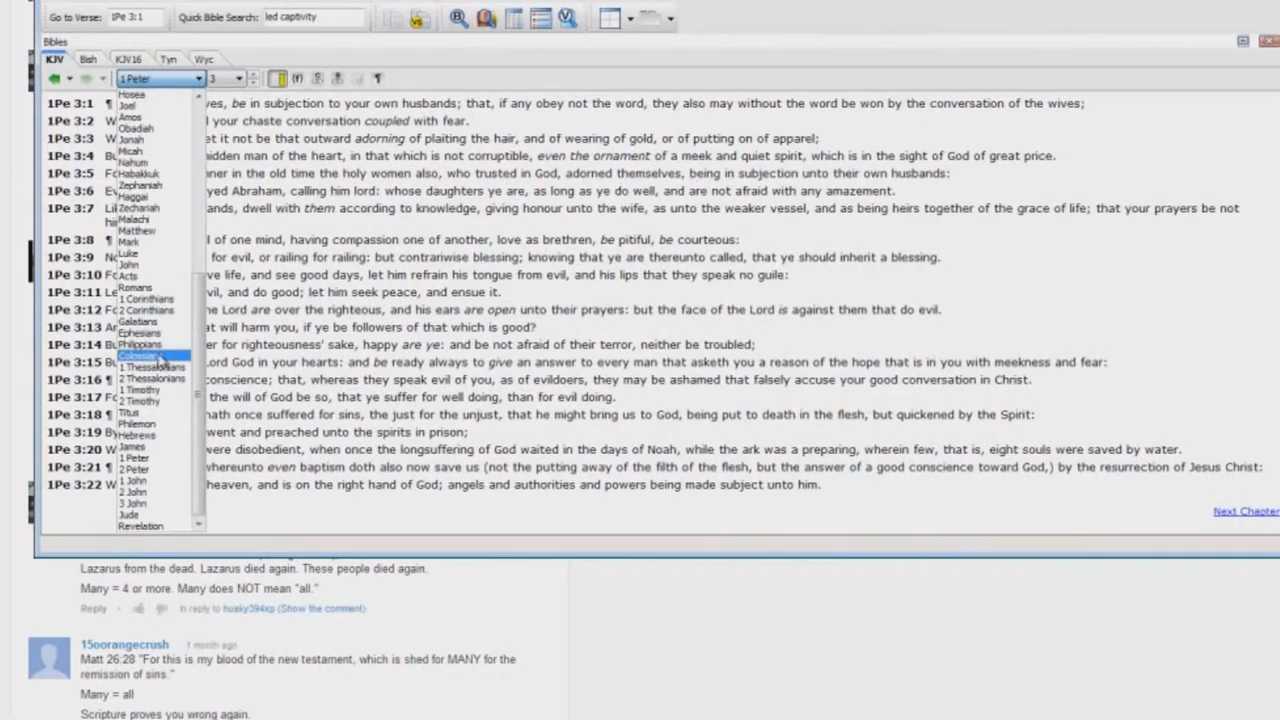 Go to Verse: 1Pe 3:1 Quick Bible Search: led captivity
Bibles
KJV Bish KJV16 Tyn Wyc
1 Peter 3
Hosea
Joel
Amos
Obadiah
Jonah
Micah
Nahum
Habakkuk
Zephaniah
Haggai
Zechariah
Malachi
Matthew
Mark
Luke
John
Acts
Romans
1 Corinthians
2 Corinthians
Galatians
Ephesians
Philippians
Colossians
1 Thessalonians
2 Thessalonians
1 Timothy
2 Timothy
Titus
Philemon
Hebrews
James
1 Peter
2 Peter
1 John
2 John
3 John
Jude
Revelation
1Pe 3:1 ¶ ves, be in subjection to your own husbands; that, if any obey not the word, they also may without the word be won by the conversation of the wives;
1Pe 3:2 W d your chaste conversation coupled with fear.
1Pe 3:3 W et it not be that outward adorning of plaiting the hair, and of wearing of gold, or of putting on of apparel;
1Pe 3:4 Bu hidden man of the heart, in that which is not corruptible, even the ornament of a meek and quiet spirit, which is in the sight of God of great price.
1Pe 3:5 Fo nner in the old time the holy women also, who trusted in God, adorned themselves, being in subjection unto their own husbands:
1Pe 3:6 Ev yed Abraham, calling him lord: whose daughters ye are, as long as ye do well, and are not afraid with any amazement.
1Pe 3:7 Lik ands, dwell with them according to knowledge, giving honour unto the wife, as unto the weaker vessel, and as being heirs together of the grace of life; that your prayers be not
hi
1Pe 3:8 ¶ l of one mind, having compassion one of another, love as brethren, be pitiful, be courteous:
1Pe 3:9 No for evil, or railing for railing: but contrariwise blessing; knowing that ye are thereunto called, that ye should inherit a blessing.
1Pe 3:10 Fo ve life, and see good days, let him refrain his tongue from evil, and his lips that they speak no guile:
1Pe 3:11 Le evil, and do good; let him seek peace, and ensue it.
1Pe 3:12 Fo e Lord are over the righteous, and his ears are open unto their prayers: but the face of the Lord is against them that do evil.
1Pe 3:13 An at will harm you, if ye be followers of that which is good?
1Pe 3:14 Bu er for righteousness' sake, happy are ye: and be not afraid of their terror, neither be troubled;
1Pe 3:15 Bu Lord God in your hearts: and be ready always to give an answer to every man that asketh you a reason of the hope that is in you with meekness and fear:
1Pe 3:16 ¶ conscience; that, whereas they speak evil of you, as of evildoers, they may be ashamed that falsely accuse your good conversation in Christ.
1Pe 3:17 Fo the will of God be so, that ye suffer for well doing, than for evil doing.
1Pe 3:18 ¶ hath once suffered for sins, the just for the unjust, that he might bring us to God, being put to death in the flesh, but quickened by the Spirit:
1Pe 3:19 By went and preached unto the spirits in prison;
1Pe 3:20 W were disobedient, when once the longsuffering of God waited in the days of Noah, while the ark was a preparing, wherein few, that is, eight souls were saved by water.
1Pe 3:21 ¶ whereunto even baptism doth also now save us (not the putting away of the filth of the flesh, but the answer of a good conscience toward God,) by the resurrection of Jesus Christ:
1Pe 3:22 W heaven, and is on the right hand of God; angels and authorities and powers being made subject unto him.
Next Chapter
Lazarus from the dead. Lazarus died again. These people died again.
Many = 4 or more. Many does NOT mean "all."
Reply · in reply to husky394xp (Show the comment)
15oorangecrush 1 month ago
Matt 26:28 "For this is my blood of the new testament, which is shed for MANY for the
remission of sins."
Many = all
Scripture proves you wrong again.